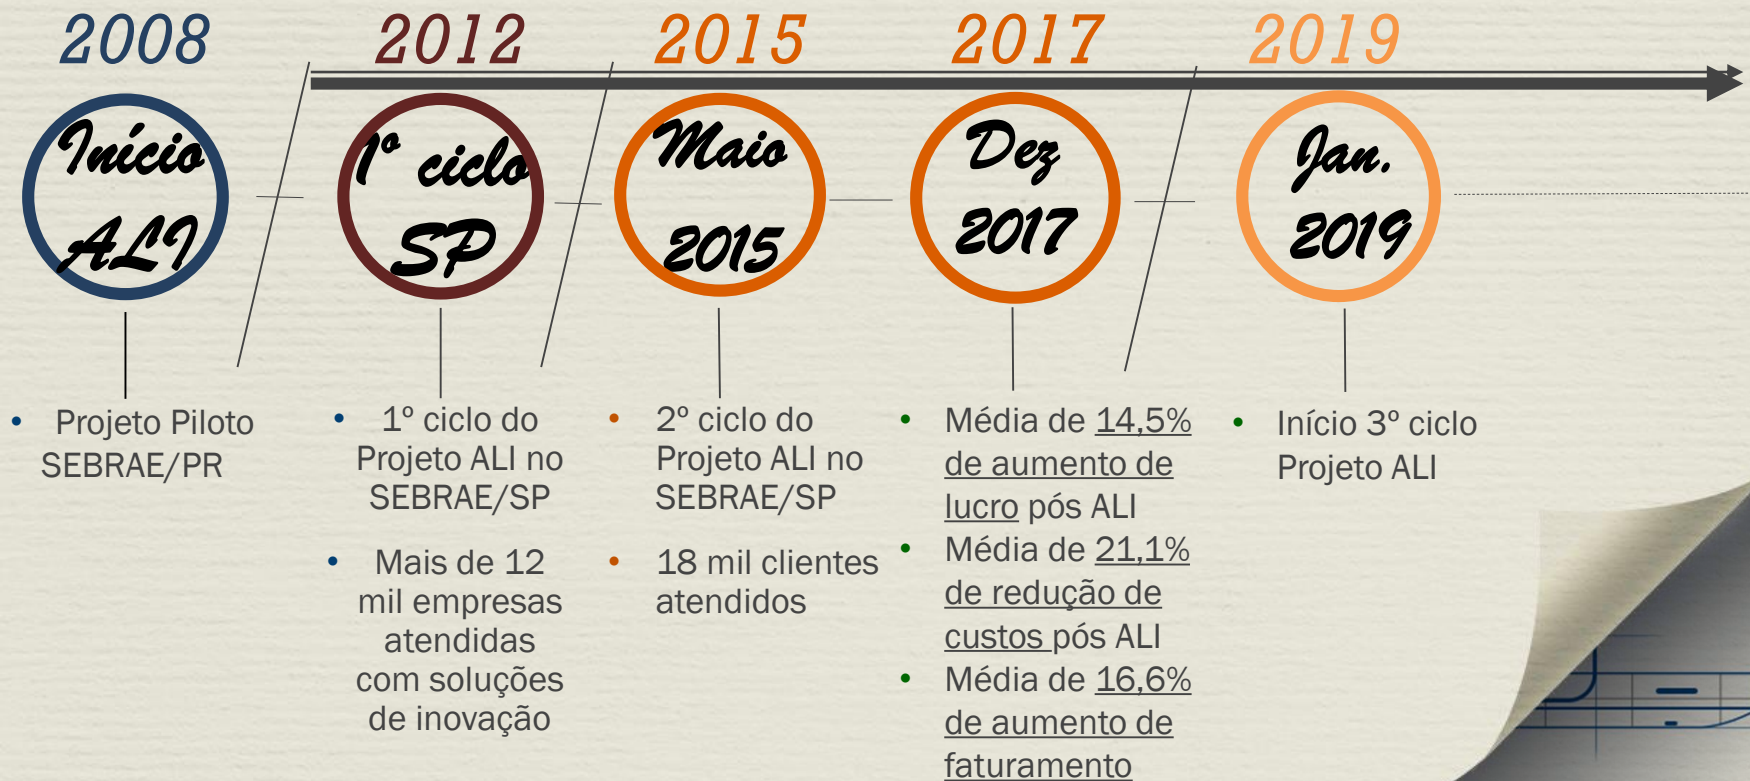 2008
2012
2015
2017
2019
Início
ALI
1º ciclo
SP
Maio
2015
Dez
2017
Jan.
2019
• Projeto Piloto
SEBRAE/PR
• 1º ciclo do
Projeto ALI no
SEBRAE/SP
• Mais de 12
mil empresas
atendidas
com soluções
de inovação
• 2º ciclo do
Projeto ALI no
SEBRAE/SP
• 18 mil clientes
atendidos
• Média de 14,5%
de aumento de
lucro pós ALI
• Média de 21,1%
de redução de
custos pós ALI
• Média de 16,6%
de aumento de
faturamento
• Início 3º ciclo
Projeto ALI